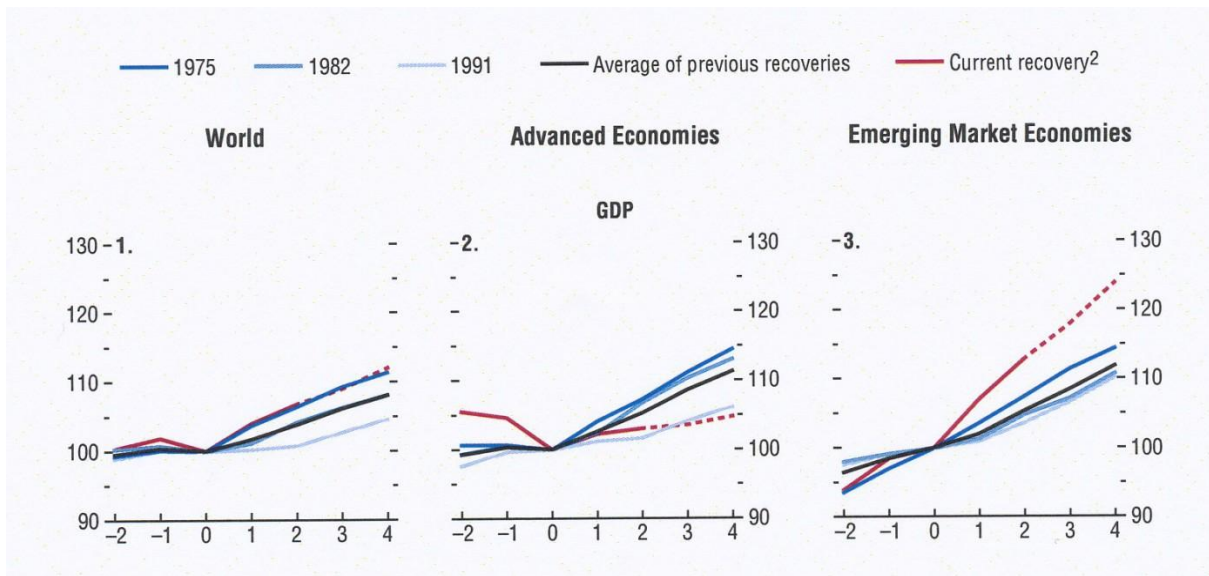 1975 1982 1991 Average of previous recoveries Current recovery²
World Advanced Economies Emerging Market Economies
GDP
130 1. 2. 130 3. 130
120 120 120
110 110 110
100 100 100
90 90 90
−2 −1 0 1 2 3 4 −2 −1 0 1 2 3 4 −2 −1 0 1 2 3 4